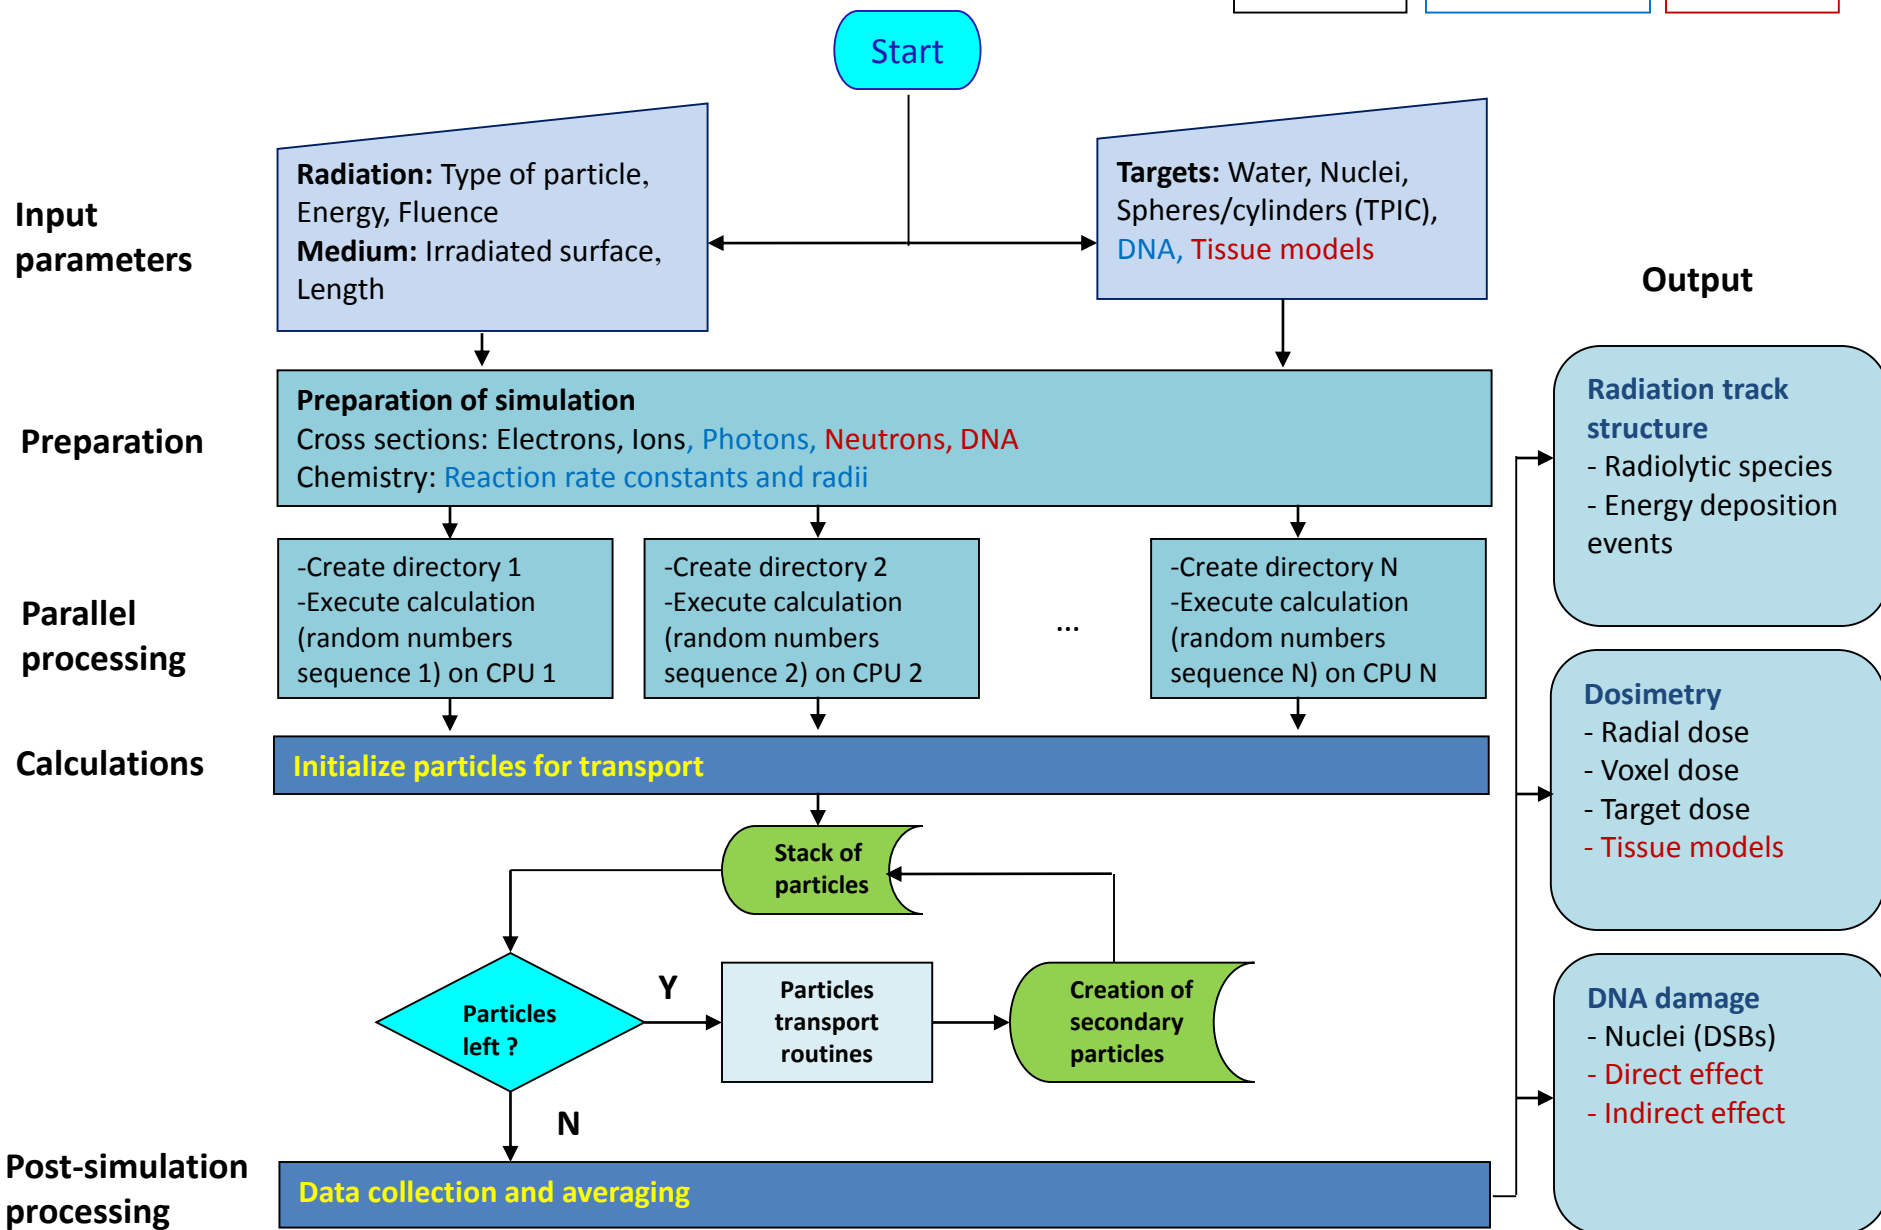 Start
Input
parameters
Radiation: Type of particle,
Energy, Fluence
Medium: Irradiated surface,
Length
Targets: Water, Nuclei,
Spheres/cylinders (TPIC),
DNA, Tissue models
Output
Preparation
Preparation of simulation
Cross sections: Electrons, Ions, Photons, Neutrons, DNA
Chemistry: Reaction rate constants and radii
Radiation track
structure
- Radiolytic species
- Energy deposition
events
Parallel
processing
-Create directory 1
-Execute calculation
(random numbers
sequence 1) on CPU 1
-Create directory 2
-Execute calculation
(random numbers
sequence 2) on CPU 2
...
-Create directory N
-Execute calculation
(random numbers
sequence N) on CPU N
Dosimetry
- Radial dose
- Voxel dose
- Target dose
- Tissue models
Calculations
Initialize particles for transport
Stack of
particles
Particles
left ?
Y
Particles
transport
routines
Creation of
secondary
particles
N
DNA damage
- Nuclei (DSBs)
- Direct effect
- Indirect effect
Post-simulation
processing
Data collection and averaging